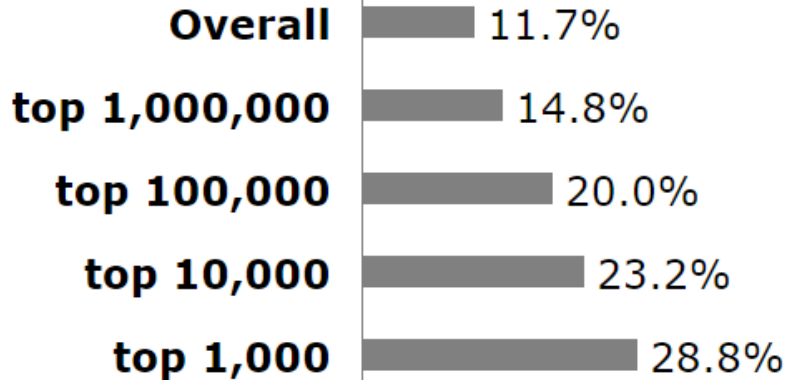 Overall 11.7%
top 1,000,000 14.8%
top 100,000 20.0%
top 10,000 23.2%
top 1,000 28.8%